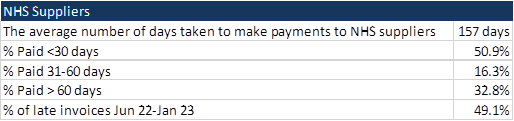 NHS Suppliers
The average number of days taken to make payments to NHS suppliers 157 days
% Paid <30 days 50.9%
% Paid 31-60 days 16.3%
% Paid > 60 days 32.8%
% of late invoices Jun 22-Jan 23 49.1%